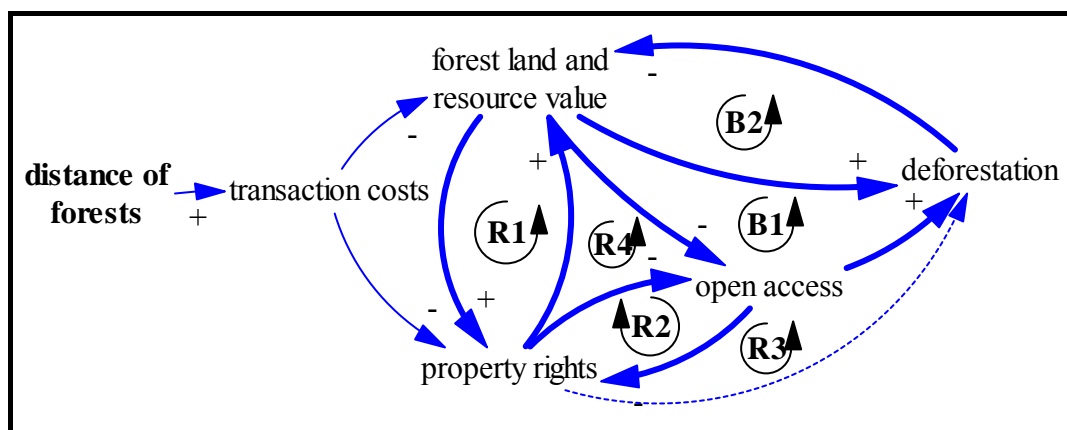 forest land and
resource value
-
B2
-
+
+
deforestation
distance of
forests
transaction costs
+
R1
R4
B1
-
-
+
open access
-
+
R2
R3
property rights
-